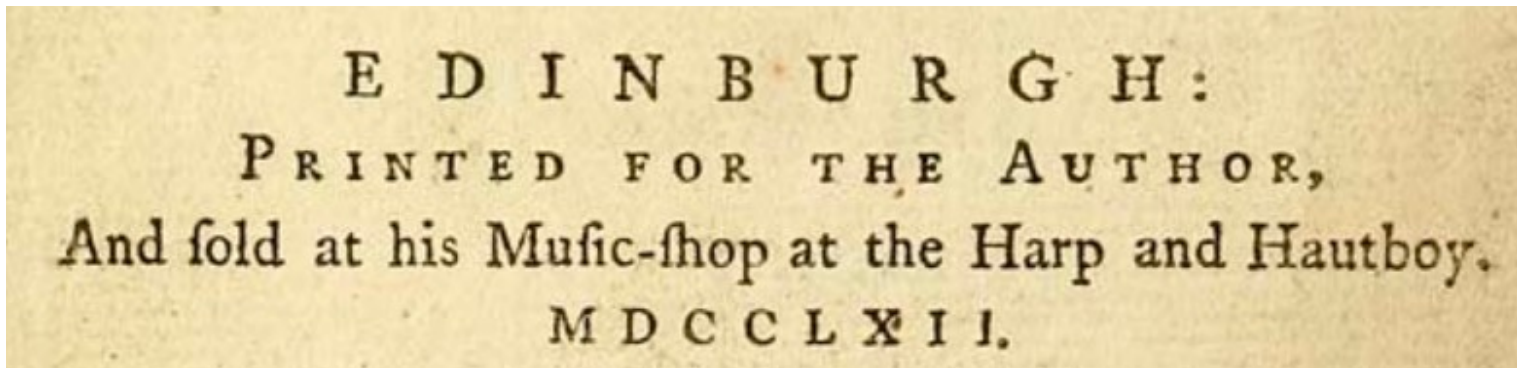 EDINBURGH:
PRINTED FOR THE AUTHOR,
And ſold at his Muſic-ſhop at the Harp and Hautboy.
MDCCLXII.